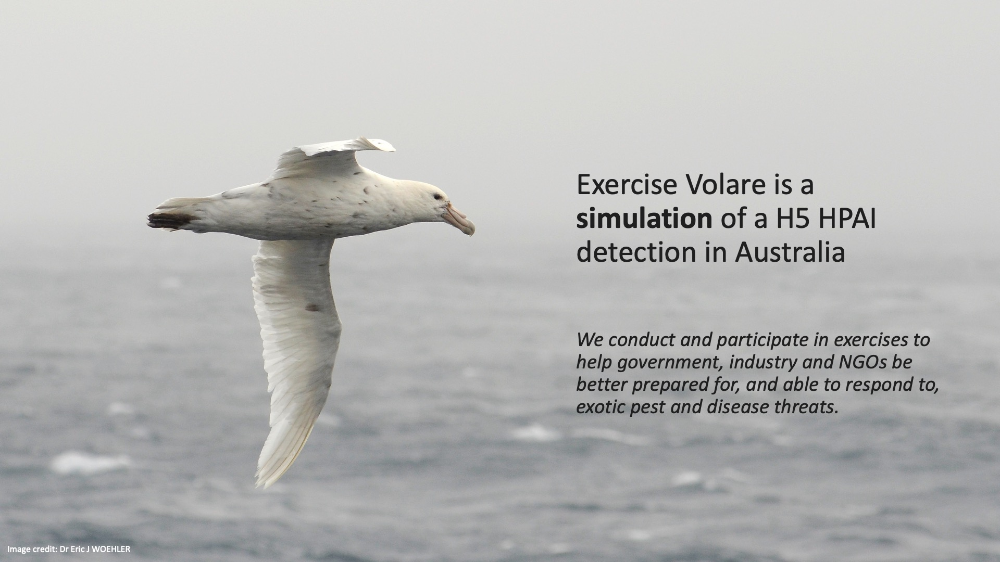 Exercise Volare is a
simulation of a H5 HPAI
detection in Australia
We conduct and participate in exercises to
help government, industry and NGOs be
better prepared for, and able to respond to,
exotic pest and disease threats.
Image credit: Dr Eric J WOEHLER